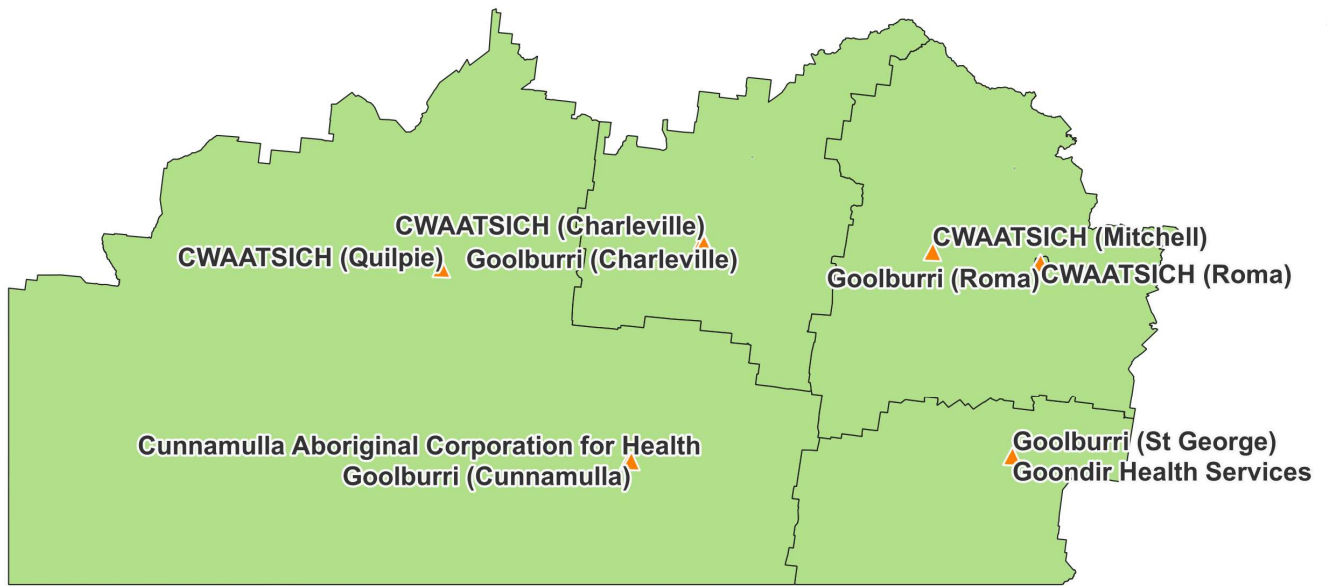 CWAATSICH (Charleville)
CWAATSICH (Mitchell)
CWAATSICH (Quilpie)
Goolburri (Charleville)
Goolburri (Roma)
CWAATSICH (Roma)
Cunnamulla Aboriginal Corporation for Health
Goolburri (Cunnamulla)
Goolburri (St George)
Goondir Health Services